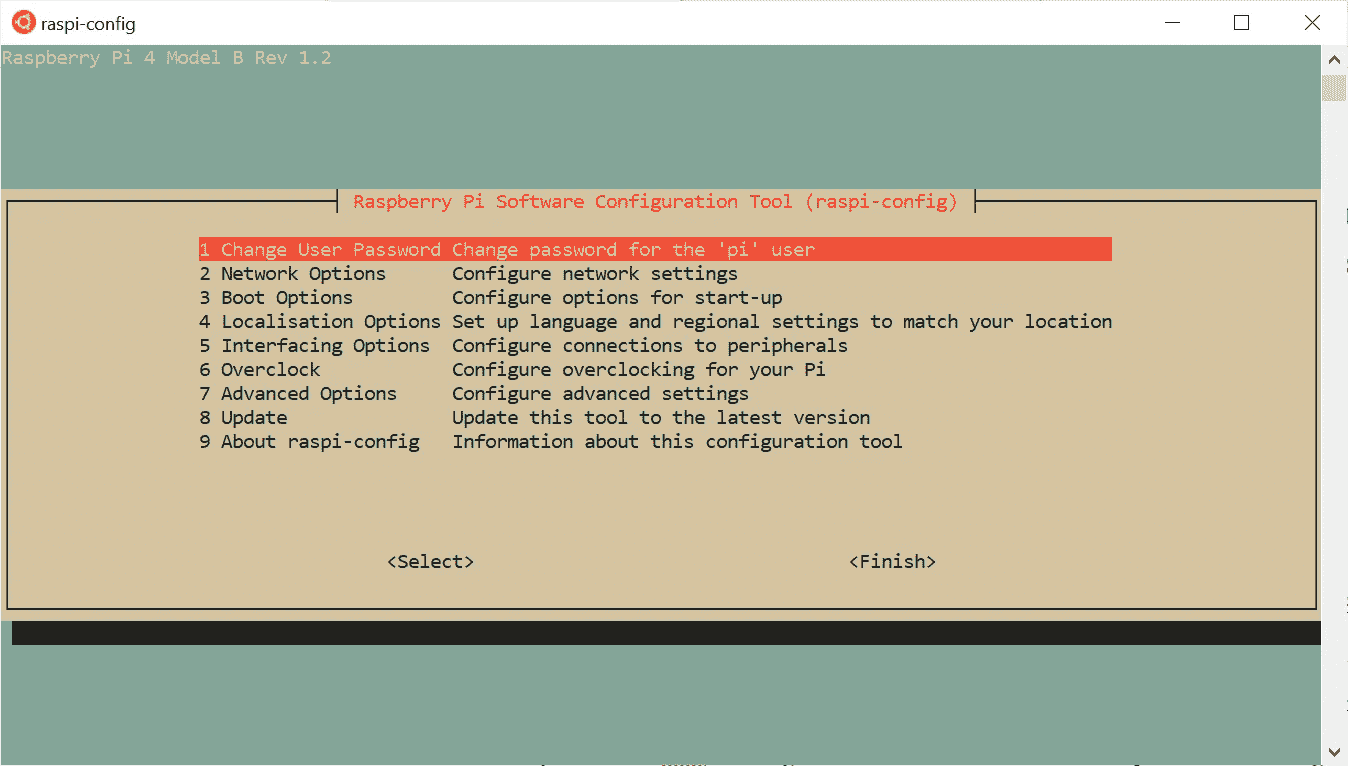 raspi-config
Raspberry Pi 4 Model B Rev 1.2
Raspberry Pi Software Configuration Tool (raspi-config)
1 Change User Password Change password for the 'pi' user
2 Network Options Configure network settings
3 Boot Options Configure options for start-up
4 Localisation Options Set up language and regional settings to match your location
5 Interfacing Options Configure connections to peripherals
6 Overclock Configure overclocking for your Pi
7 Advanced Options Configure advanced settings
8 Update Update this tool to the latest version
9 About raspi-config Information about this configuration tool
<Select> <Finish>